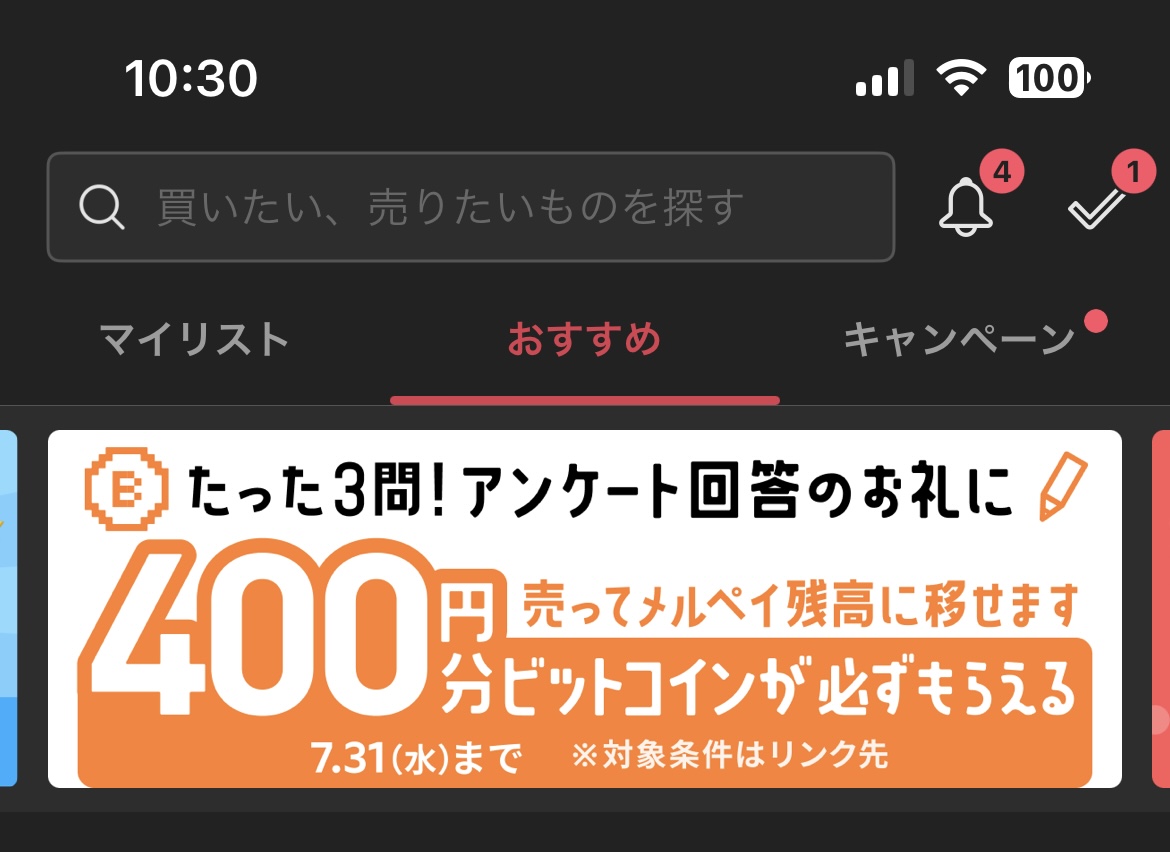 10:30
100
買いたい、売りたいものを探す
4
1
マイリスト
おすすめ
キャンペーン
B
たった3問!アンケート回答のお礼に
400円分ビットコインが必ずもらえる
売ってメルペイ残高に移せます
7.31(水)まで
※対象条件はリンク先